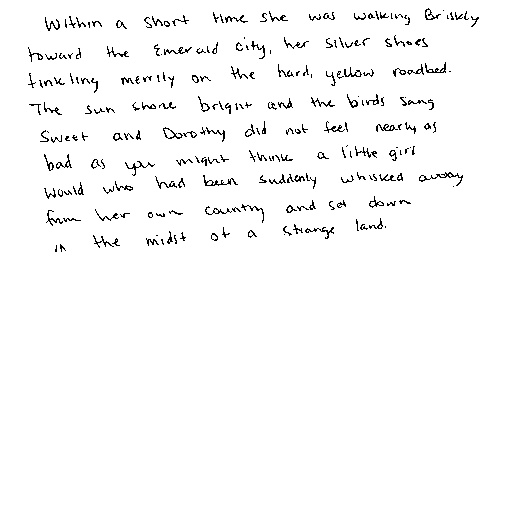 Within a short time she was walking Briskly
toward the Emerald City, her Silver Shoes
tinkling merrily on the hard, yellow roadbed.
The sun shone bright and the birds sang
Sweet and Dorothy did not feel nearly as
bad as you might think a little girl
would who had been suddenly whisked away
from her own country and set down
in the midst of a strange land.